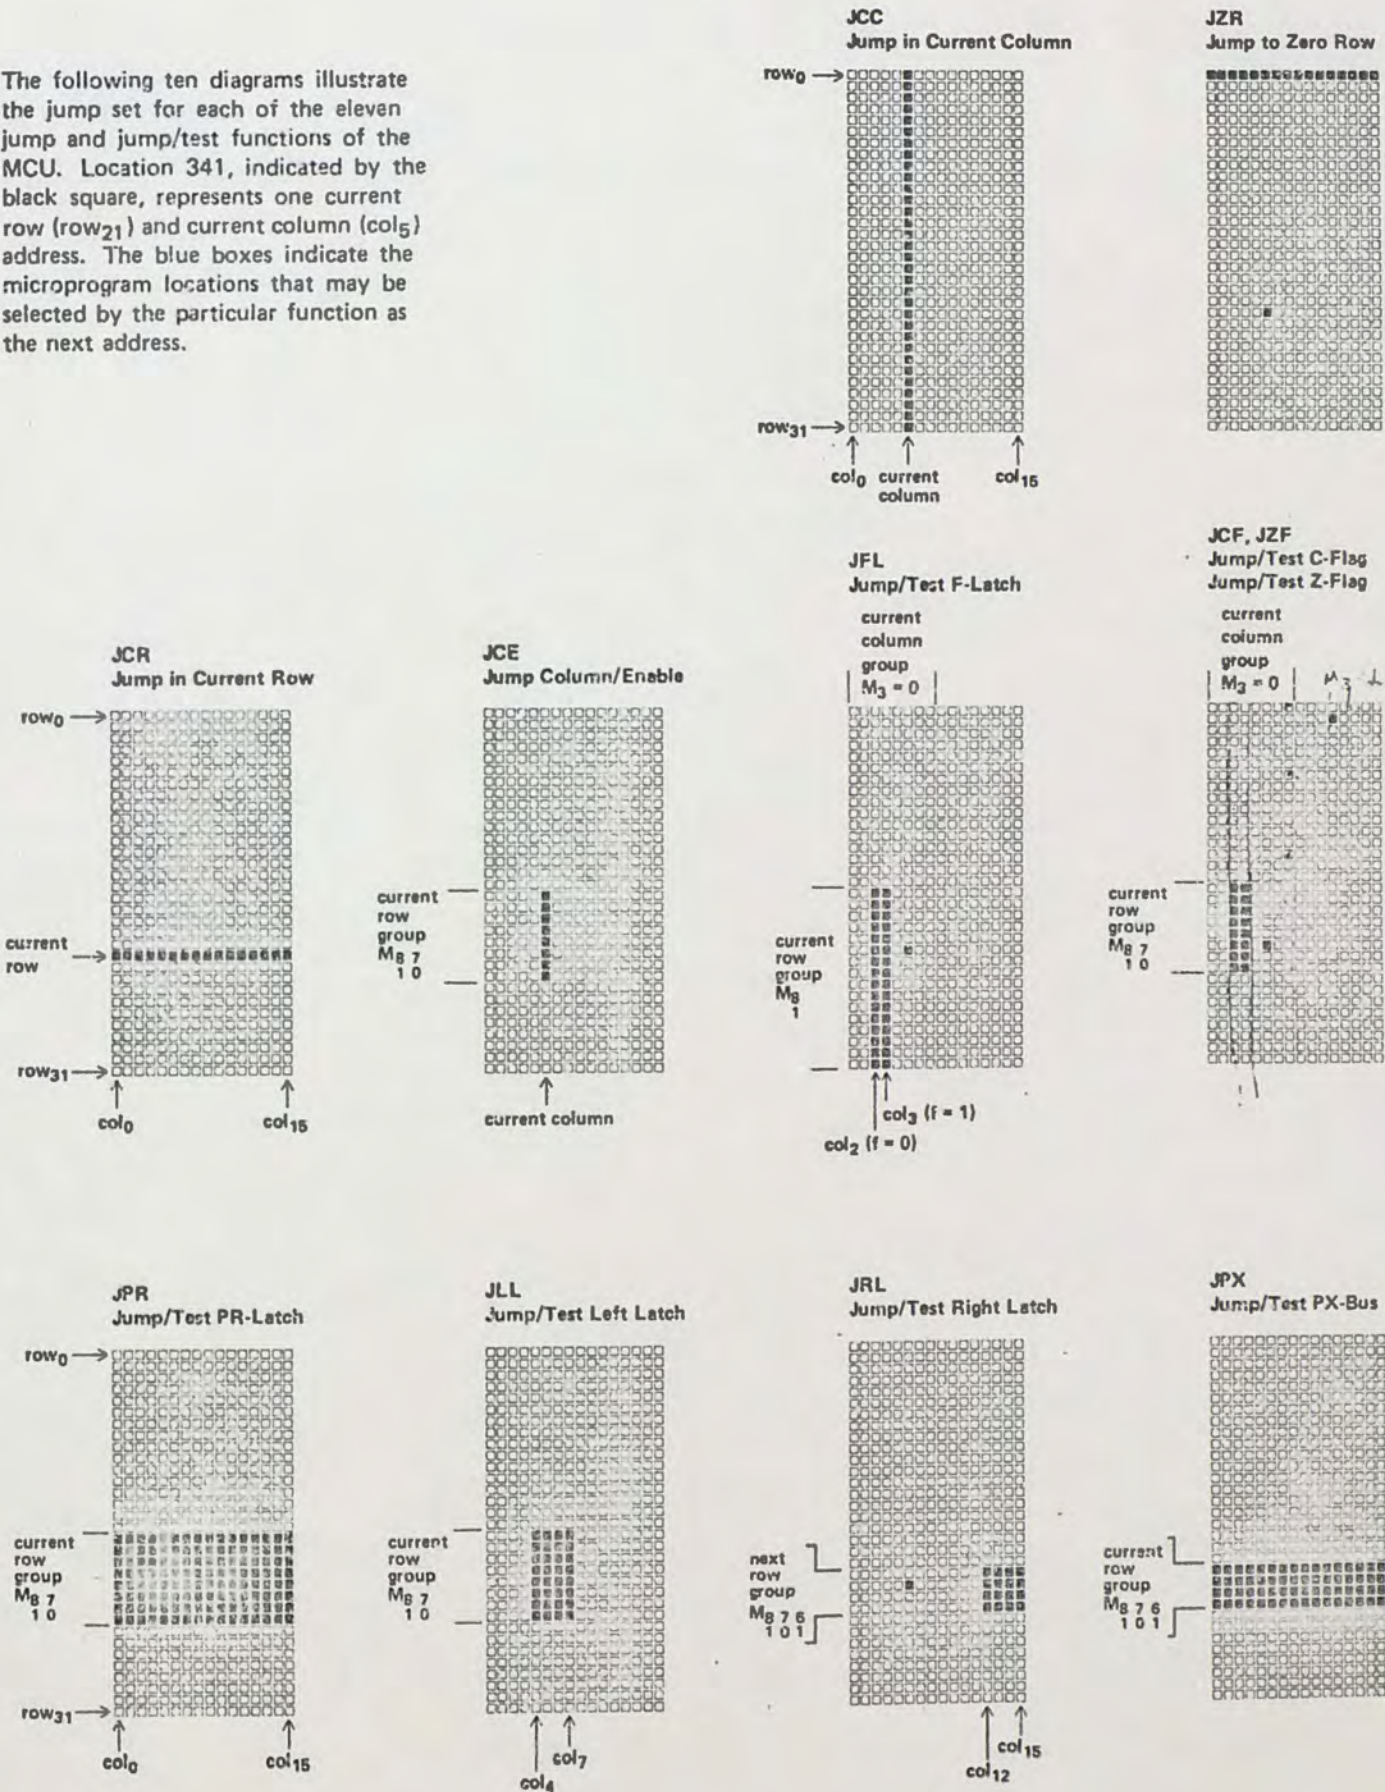 The following ten diagrams illustrate
the jump set for each of the eleven
jump and jump/test functions of the
MCU. Location 341, indicated by the
black square, represents one current
row (row21) and current column (col5)
address. The blue boxes indicate the
microprogram locations that may be
selected by the particular function as
the next address.
JCC
Jump in Current Column
row0
row31
col0 current
column
col15
JZR
Jump to Zero Row
JCR
Jump in Current Row
row0
current
row
row31
col0
col15
JCE
Jump Column/Enable
current
row
group
M8 7
1 0
current column
JFL
Jump/Test F-Latch
current
column
group
M3 = 0
current
row
group
M8
1
col3 (f = 1)
col2 (f = 0)
JCF, JZF
Jump/Test C-Flag
Jump/Test Z-Flag
current
column
group
M3 = 0
M3
current
row
group
M8 7
1 0
JPR
Jump/Test PR-Latch
row0
current
row
group
M8 7
1 0
row31
col0
col15
JLL
Jump/Test Left Latch
current
row
group
M8 7
1 0
col4
col7
JRL
Jump/Test Right Latch
next
row
group
M8 7 6
1 0 1
col15
col12
JPX
Jump/Test PX-Bus
current
row
group
M8 7 6
1 0 1